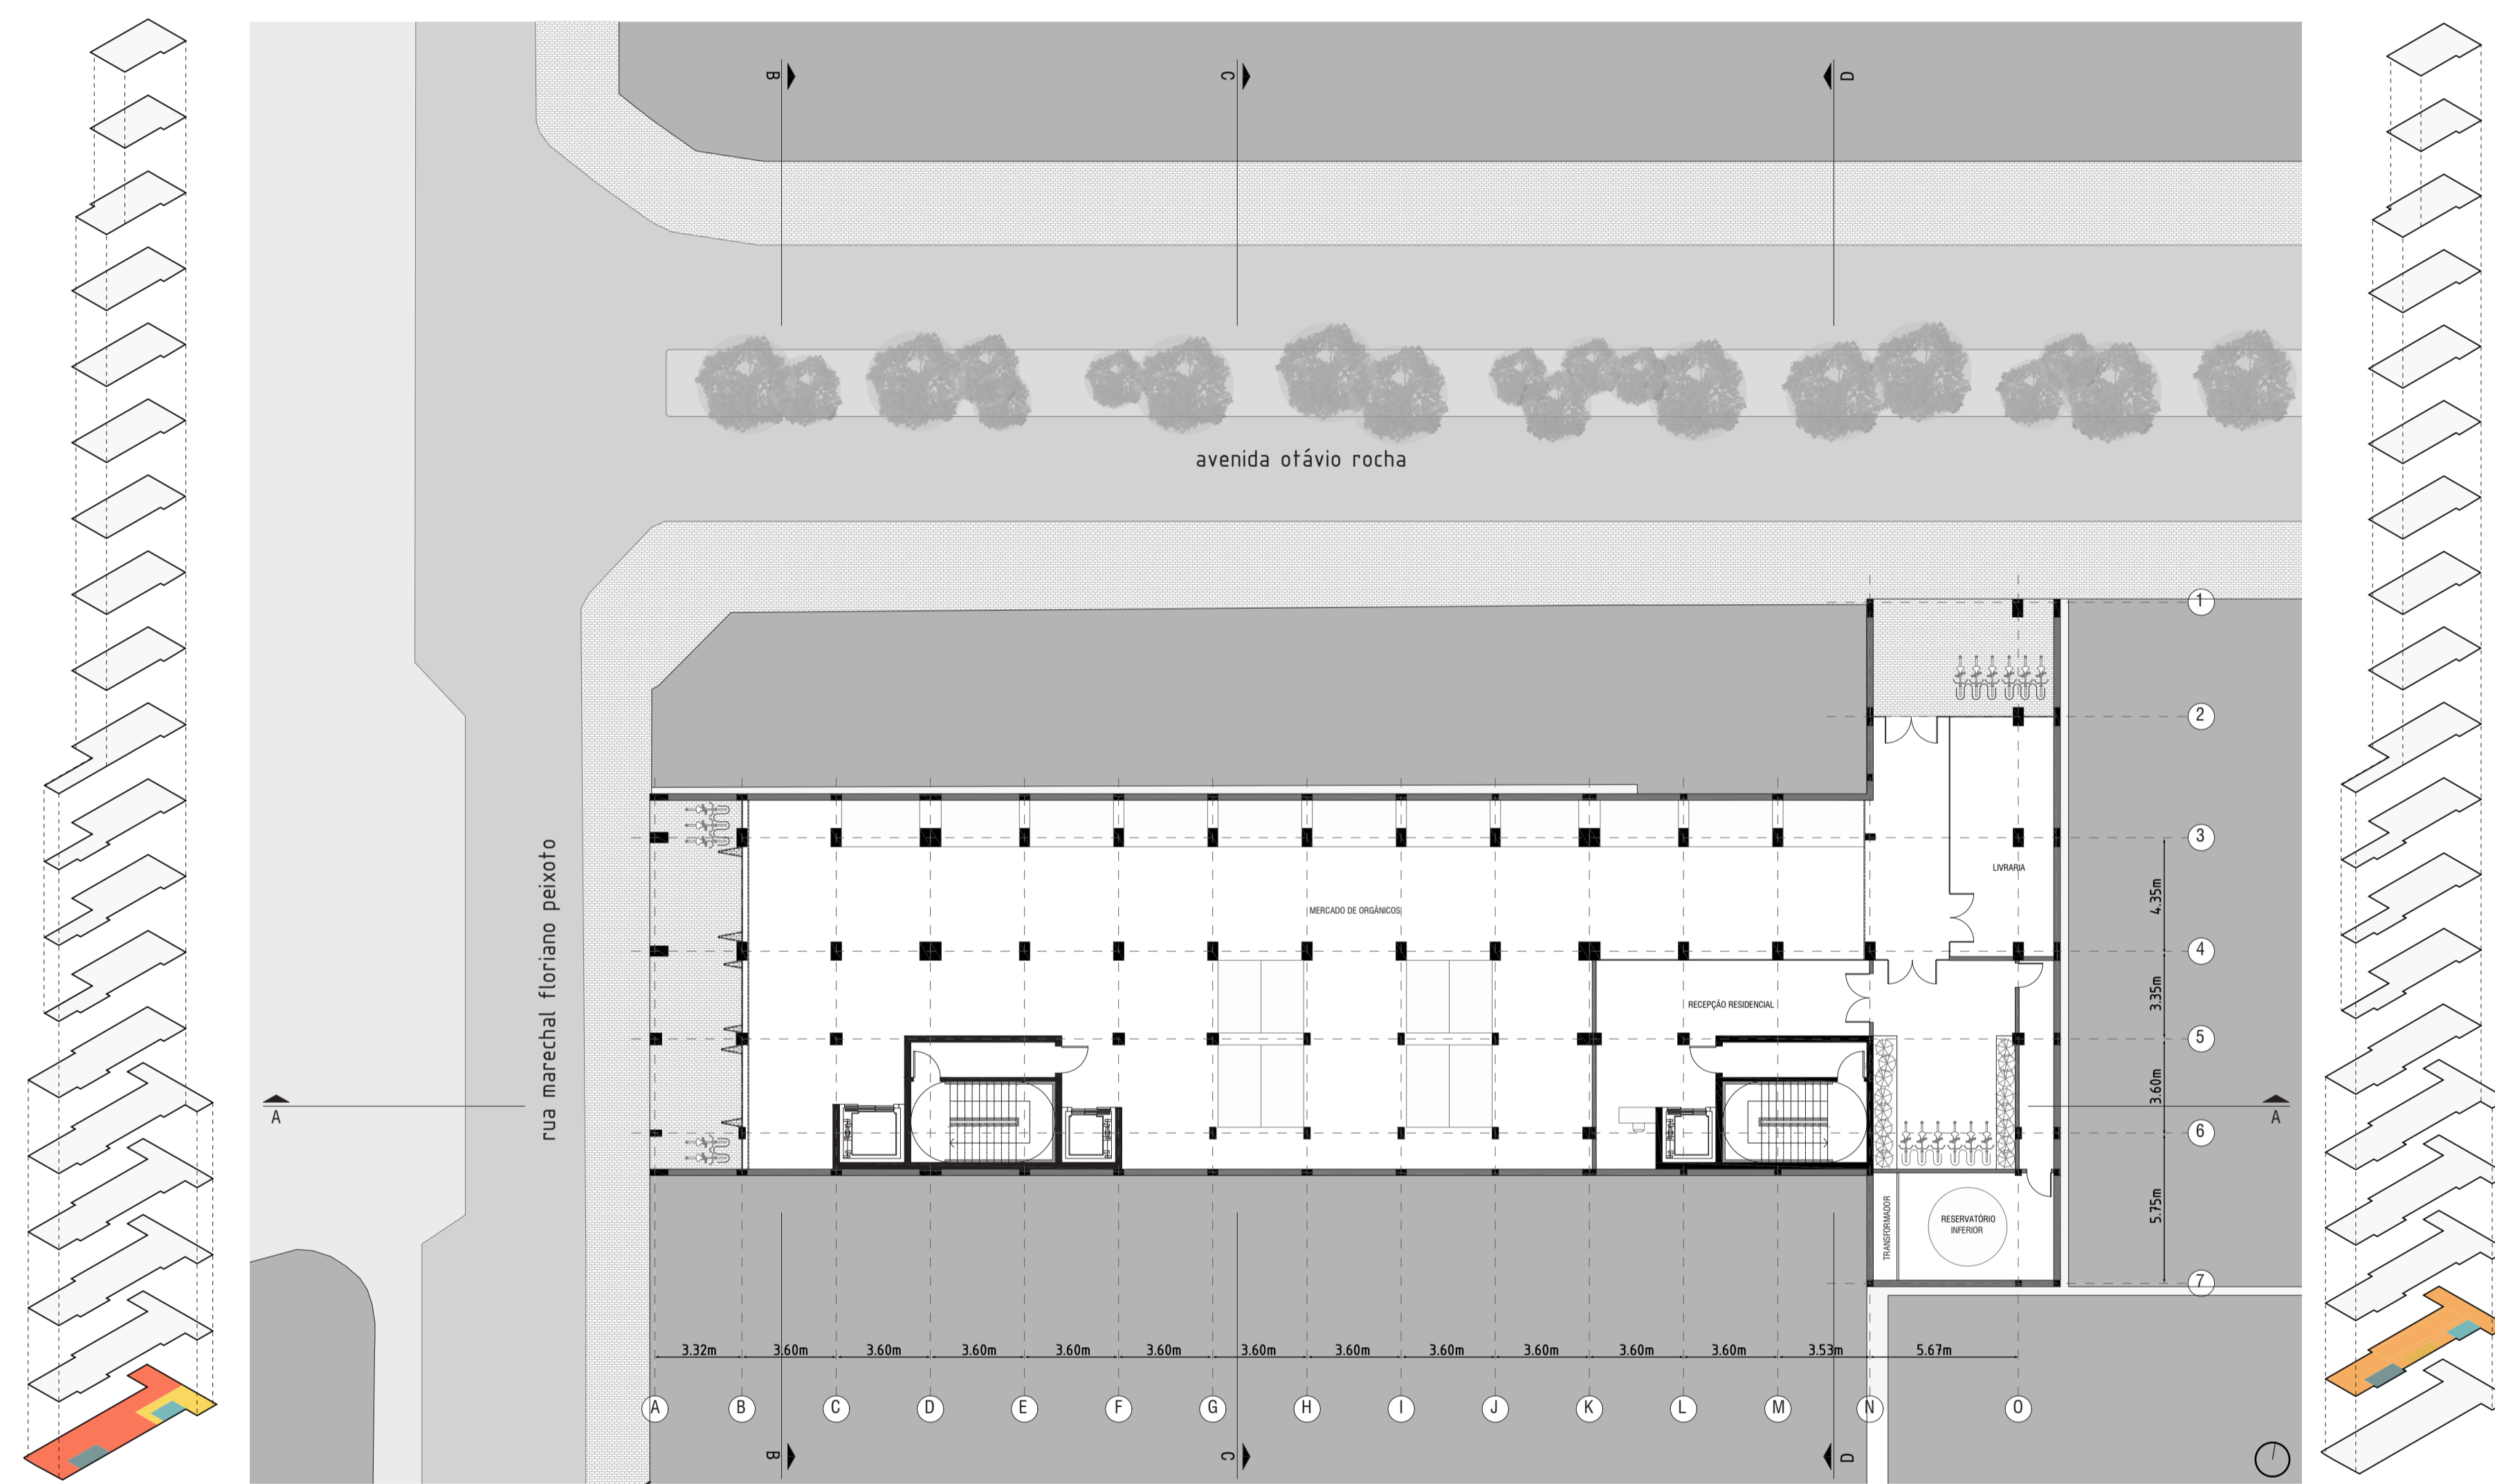 B C D
avenida otávio rocha
1
2
3
LIVRARIA
4.35m
rua marechal floriano peixoto
MERCADO DE ORGÂNICOS
4
RECEPÇÃO RESIDENCIAL
3.35m
5
3.60m
A A
6
TRANSFORMADOR
RESERVATÓRIO
INFERIOR
5.75m
7
3.32m 3.60m 3.60m 3.60m 3.60m 3.60m 3.60m 3.60m 3.60m 3.60m 3.60m 3.60m 3.53m 5.67m
A B C D E F G H I J K L M N O
B C D